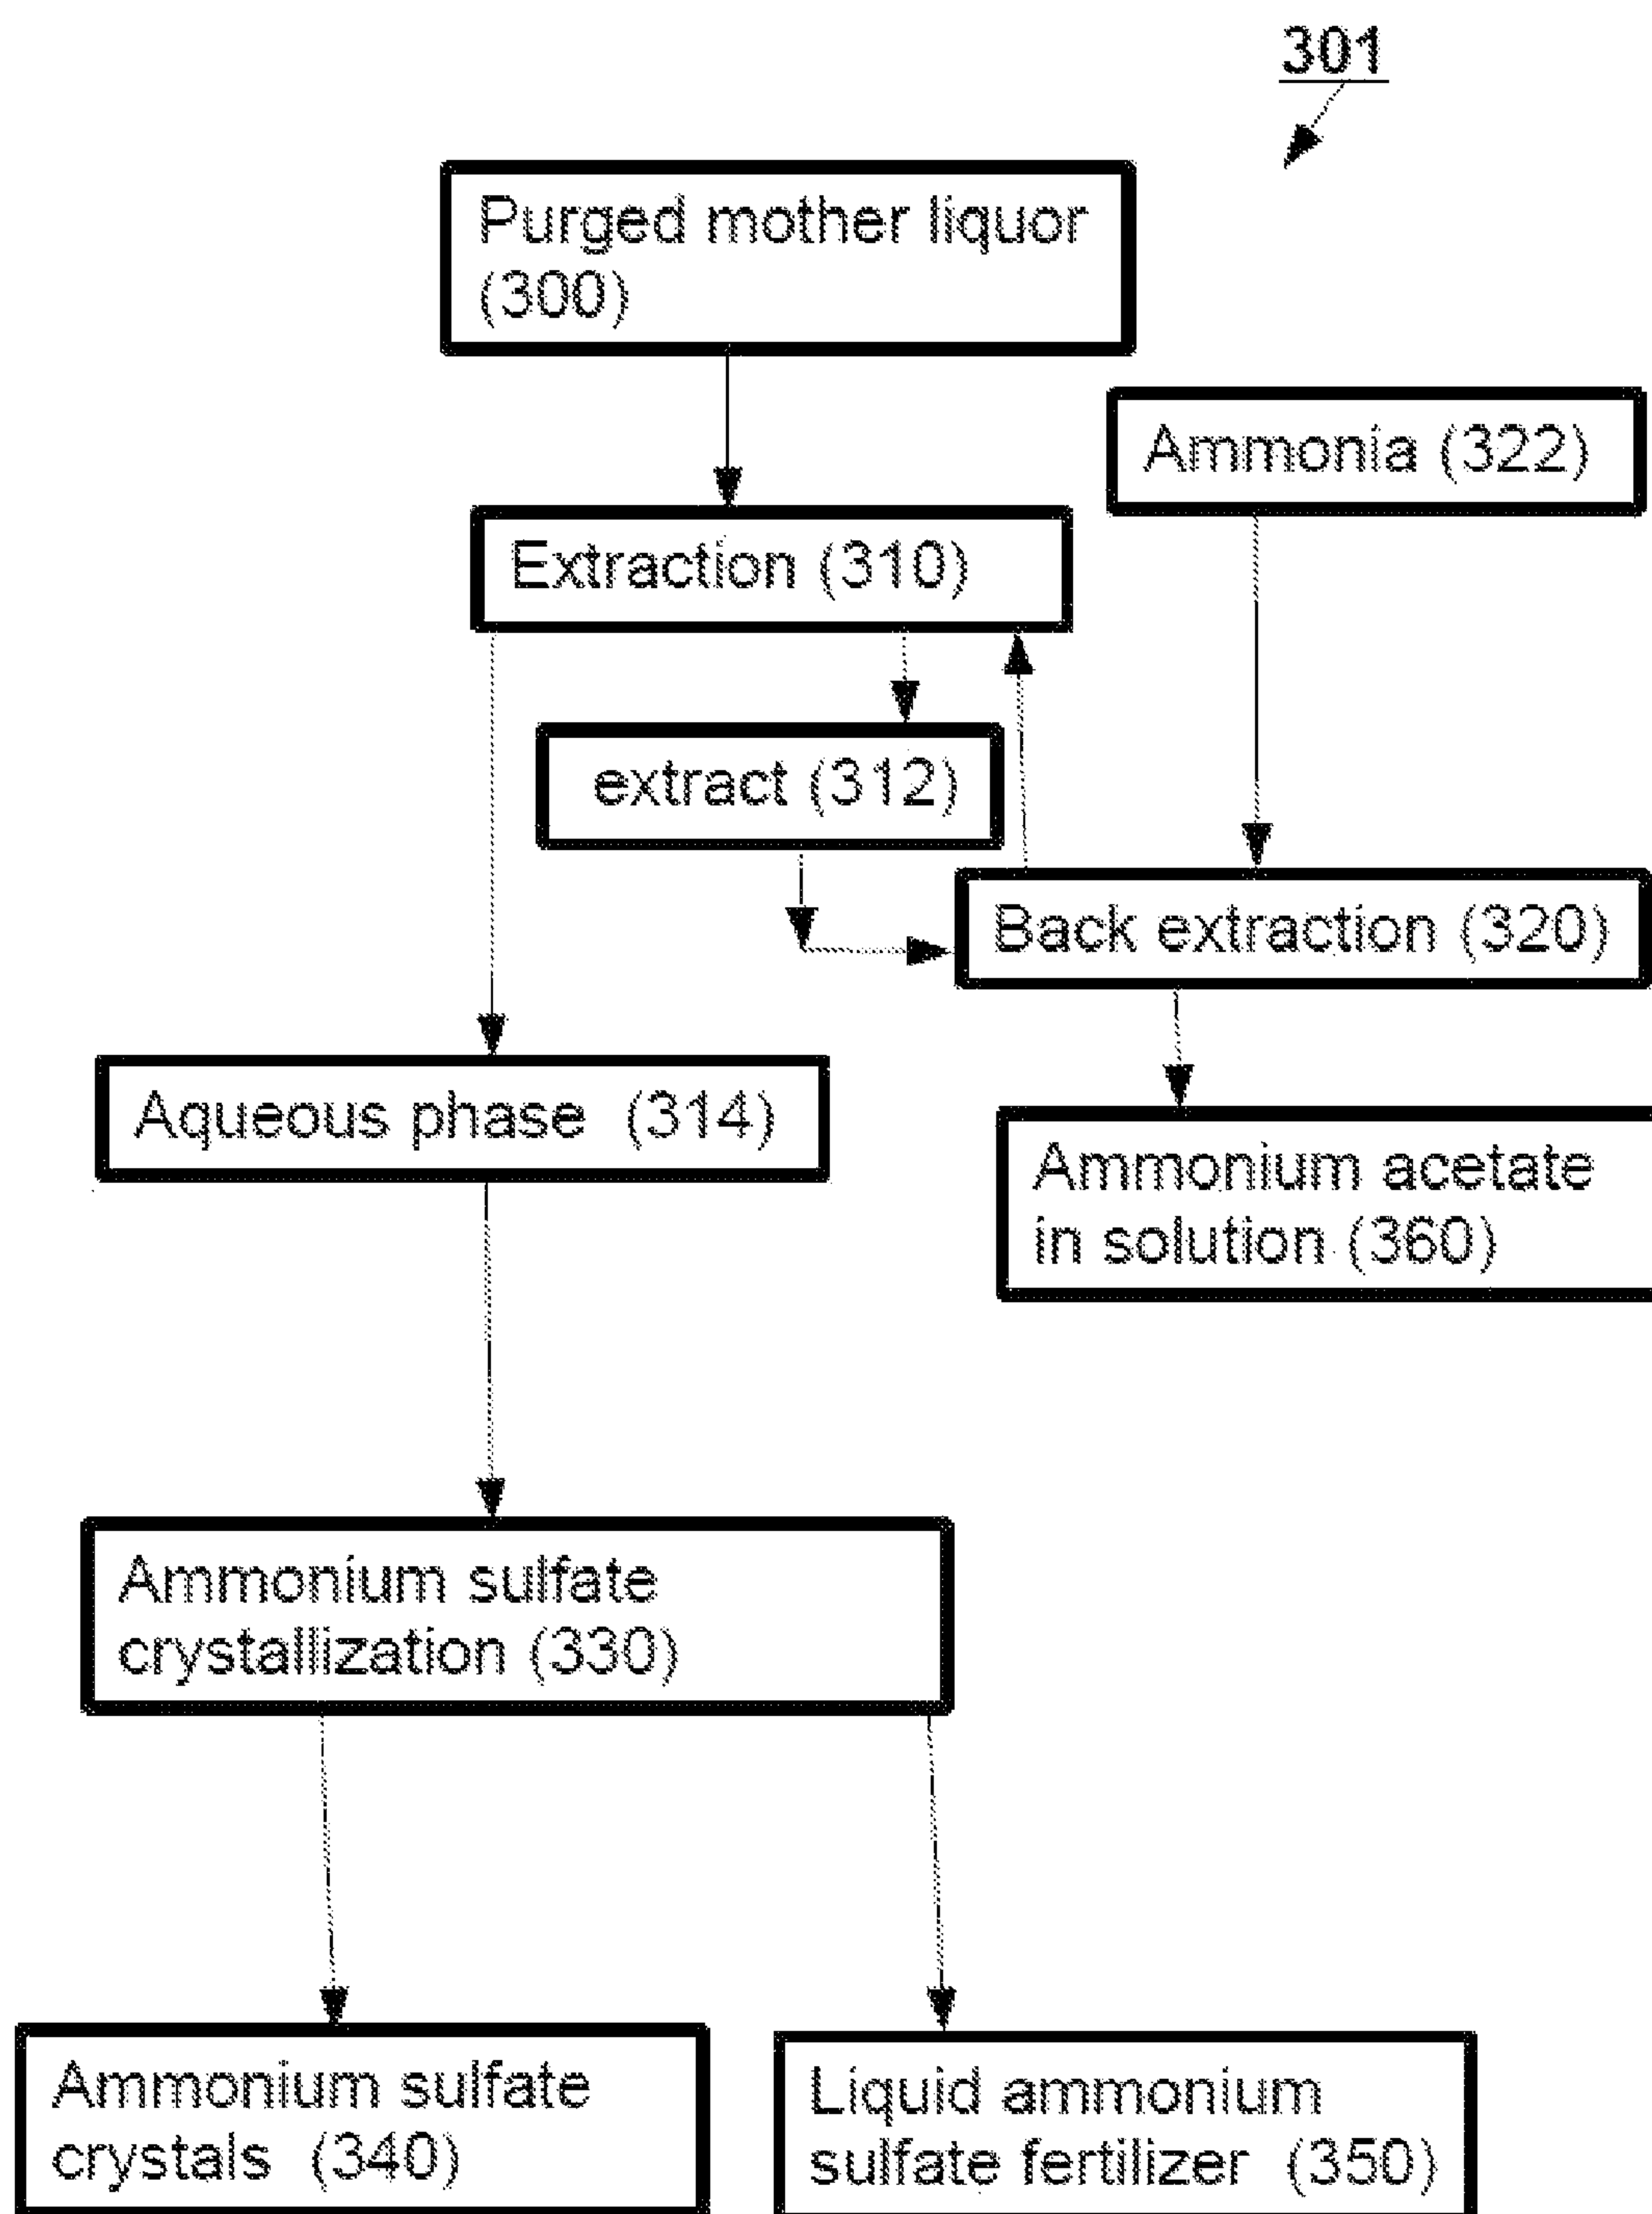 301
Purged mother liquor
(300)
Ammonia (322)
Extraction (310)
extract (312)
Back extraction (320)
Aqueous phase (314)
Ammonium acetate
in solution (360)
Ammonium sulfate
crystallization (330)
Ammonium sulfate
crystals (340)
Liquid ammonium
sulfate fertilizer (350)